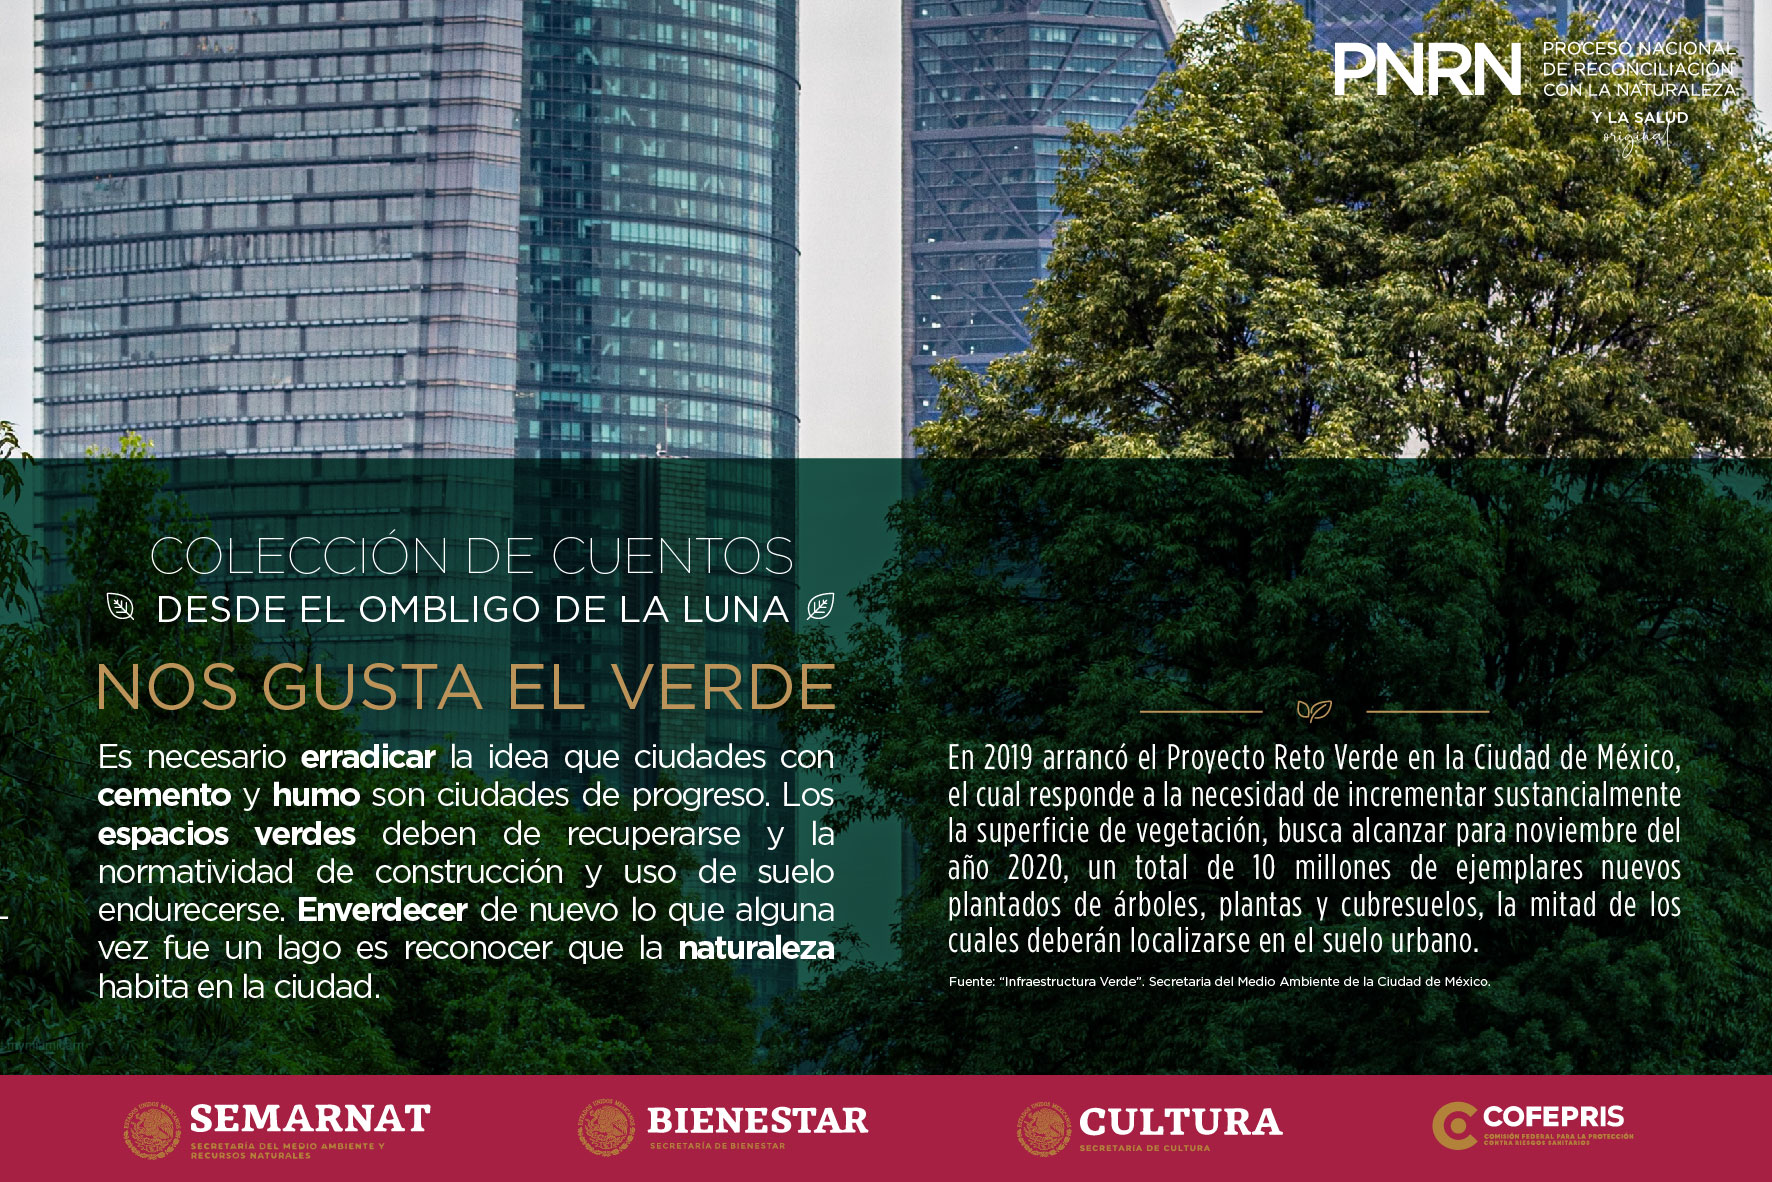 PNRN
PROCESO NACIONAL
DE RECONCILIACIÓN
CON LA NATURALEZA
Y LA SALUD
original
COLECCIÓN DE CUENTOS
DESDE EL OMBLIGO DE LA LUNA
NOS GUSTA EL VERDE
Es necesario erradicar la idea que ciudades con
cemento y humo son ciudades de progreso. Los
espacios verdes deben de recuperarse y la
normatividad de construcción y uso de suelo
endurecerse. Enverdecer de nuevo lo que alguna
vez fue un lago es reconocer que la naturaleza
habita en la ciudad.
En 2019 arrancó el Proyecto Reto Verde en la Ciudad de México,
el cual responde a la necesidad de incrementar sustancialmente
la superficie de vegetación, busca alcanzar para noviembre del
año 2020, un total de 10 millones de ejemplares nuevos
plantados de árboles, plantas y cubresuelos, la mitad de los
cuales deberán localizarse en el suelo urbano.
Fuente: “Infraestructura Verde”. Secretaria del Medio Ambiente de la Ciudad de México.
SEMARNAT
SECRETARÍA DEL MEDIO AMBIENTE Y
RECURSOS NATURALES
BIENESTAR
SECRETARÍA DE BIENESTAR
CULTURA
SECRETARÍA DE CULTURA
COFEPRIS
COMISIÓN FEDERAL PARA LA PROTECCIÓN
CONTRA RIESGOS SANITARIOS